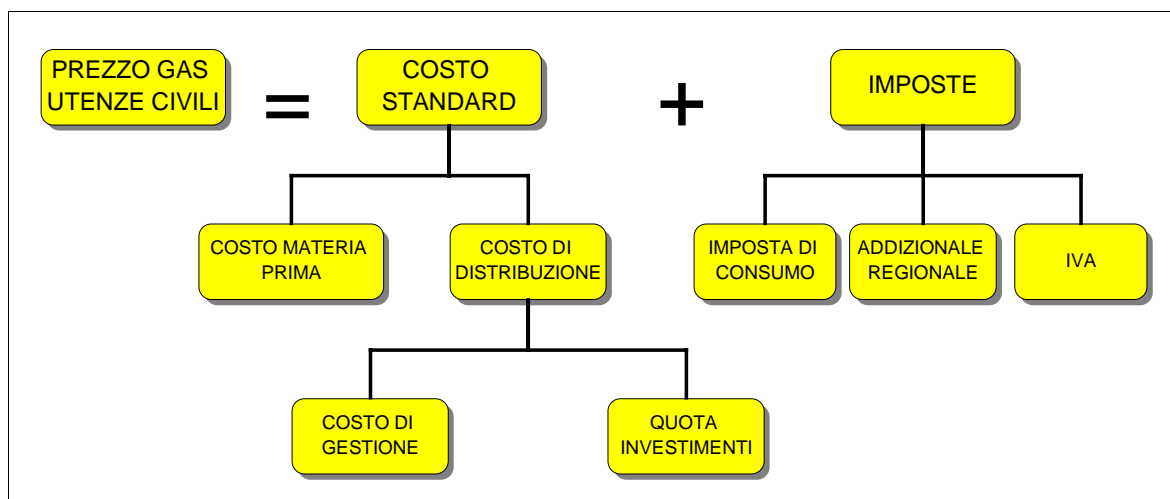 PREZZO GAS
UTENZE CIVILI
=
COSTO
STANDARD
+
IMPOSTE
COSTO MATERIA
PRIMA
COSTO DI
DISTRIBUZIONE
IMPOSTA DI
CONSUMO
ADDIZIONALE
REGIONALE
IVA
COSTO DI
GESTIONE
QUOTA
INVESTIMENTI